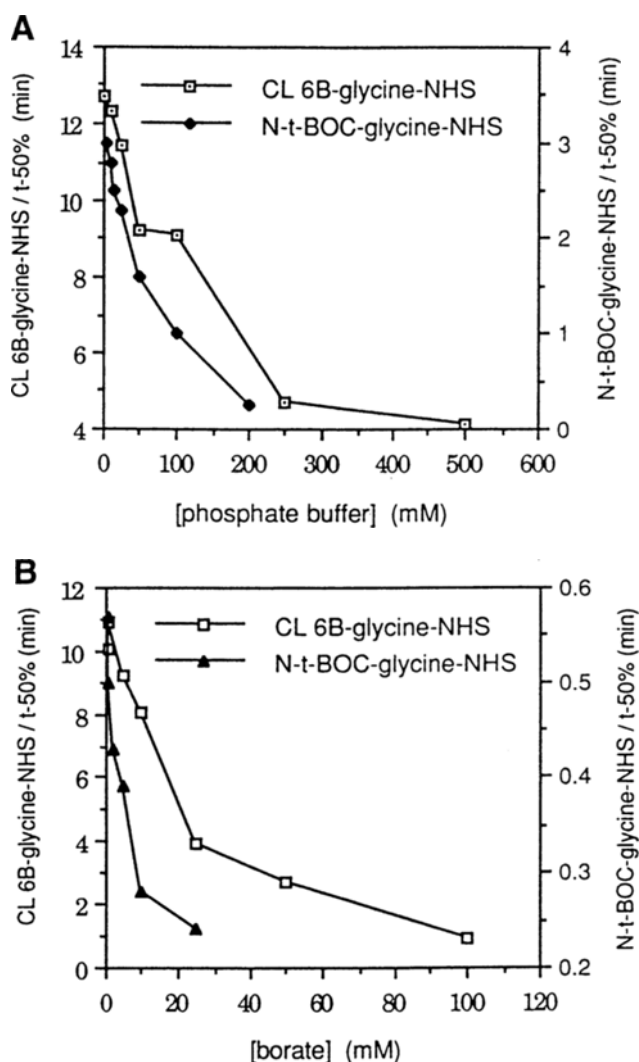 A
CL 6B-glycine-NHS / t-50% (min)
14
12
10
8
6
4
CL 6B-glycine-NHS
N-t-BOC-glycine-NHS
4
3
2
1
0
N-t-BOC-glycine-NHS / t-50% (min)
0 100 200 300 400 500 600
[phosphate buffer] (mM)
B
CL 6B-glycine-NHS / t-50% (min)
12
10
8
6
4
2
0
CL 6B-glycine-NHS
N-t-BOC-glycine-NHS
0.6
0.5
0.4
0.3
0.2
N-t-BOC-glycine-NHS / t-50% (min)
0 20 40 60 80 100 120
[borate] (mM)